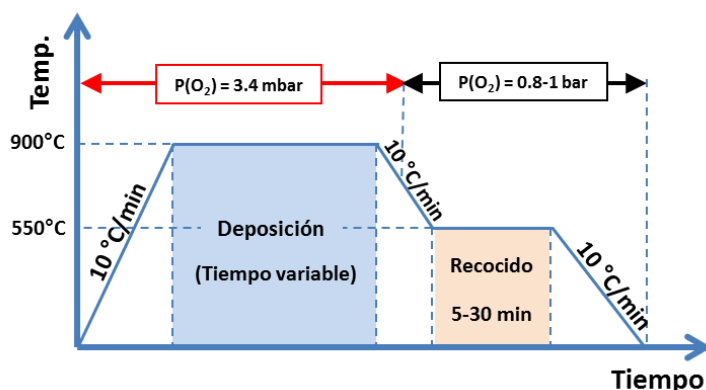 Temp.
P(O₂) = 3.4 mbar
P(O₂) = 0.8-1 bar
900°C
550°C
10 °C/min
Deposición
(Tiempo variable)
10 °C/min
Recocido
5-30 min
10 °C/min
Tiempo